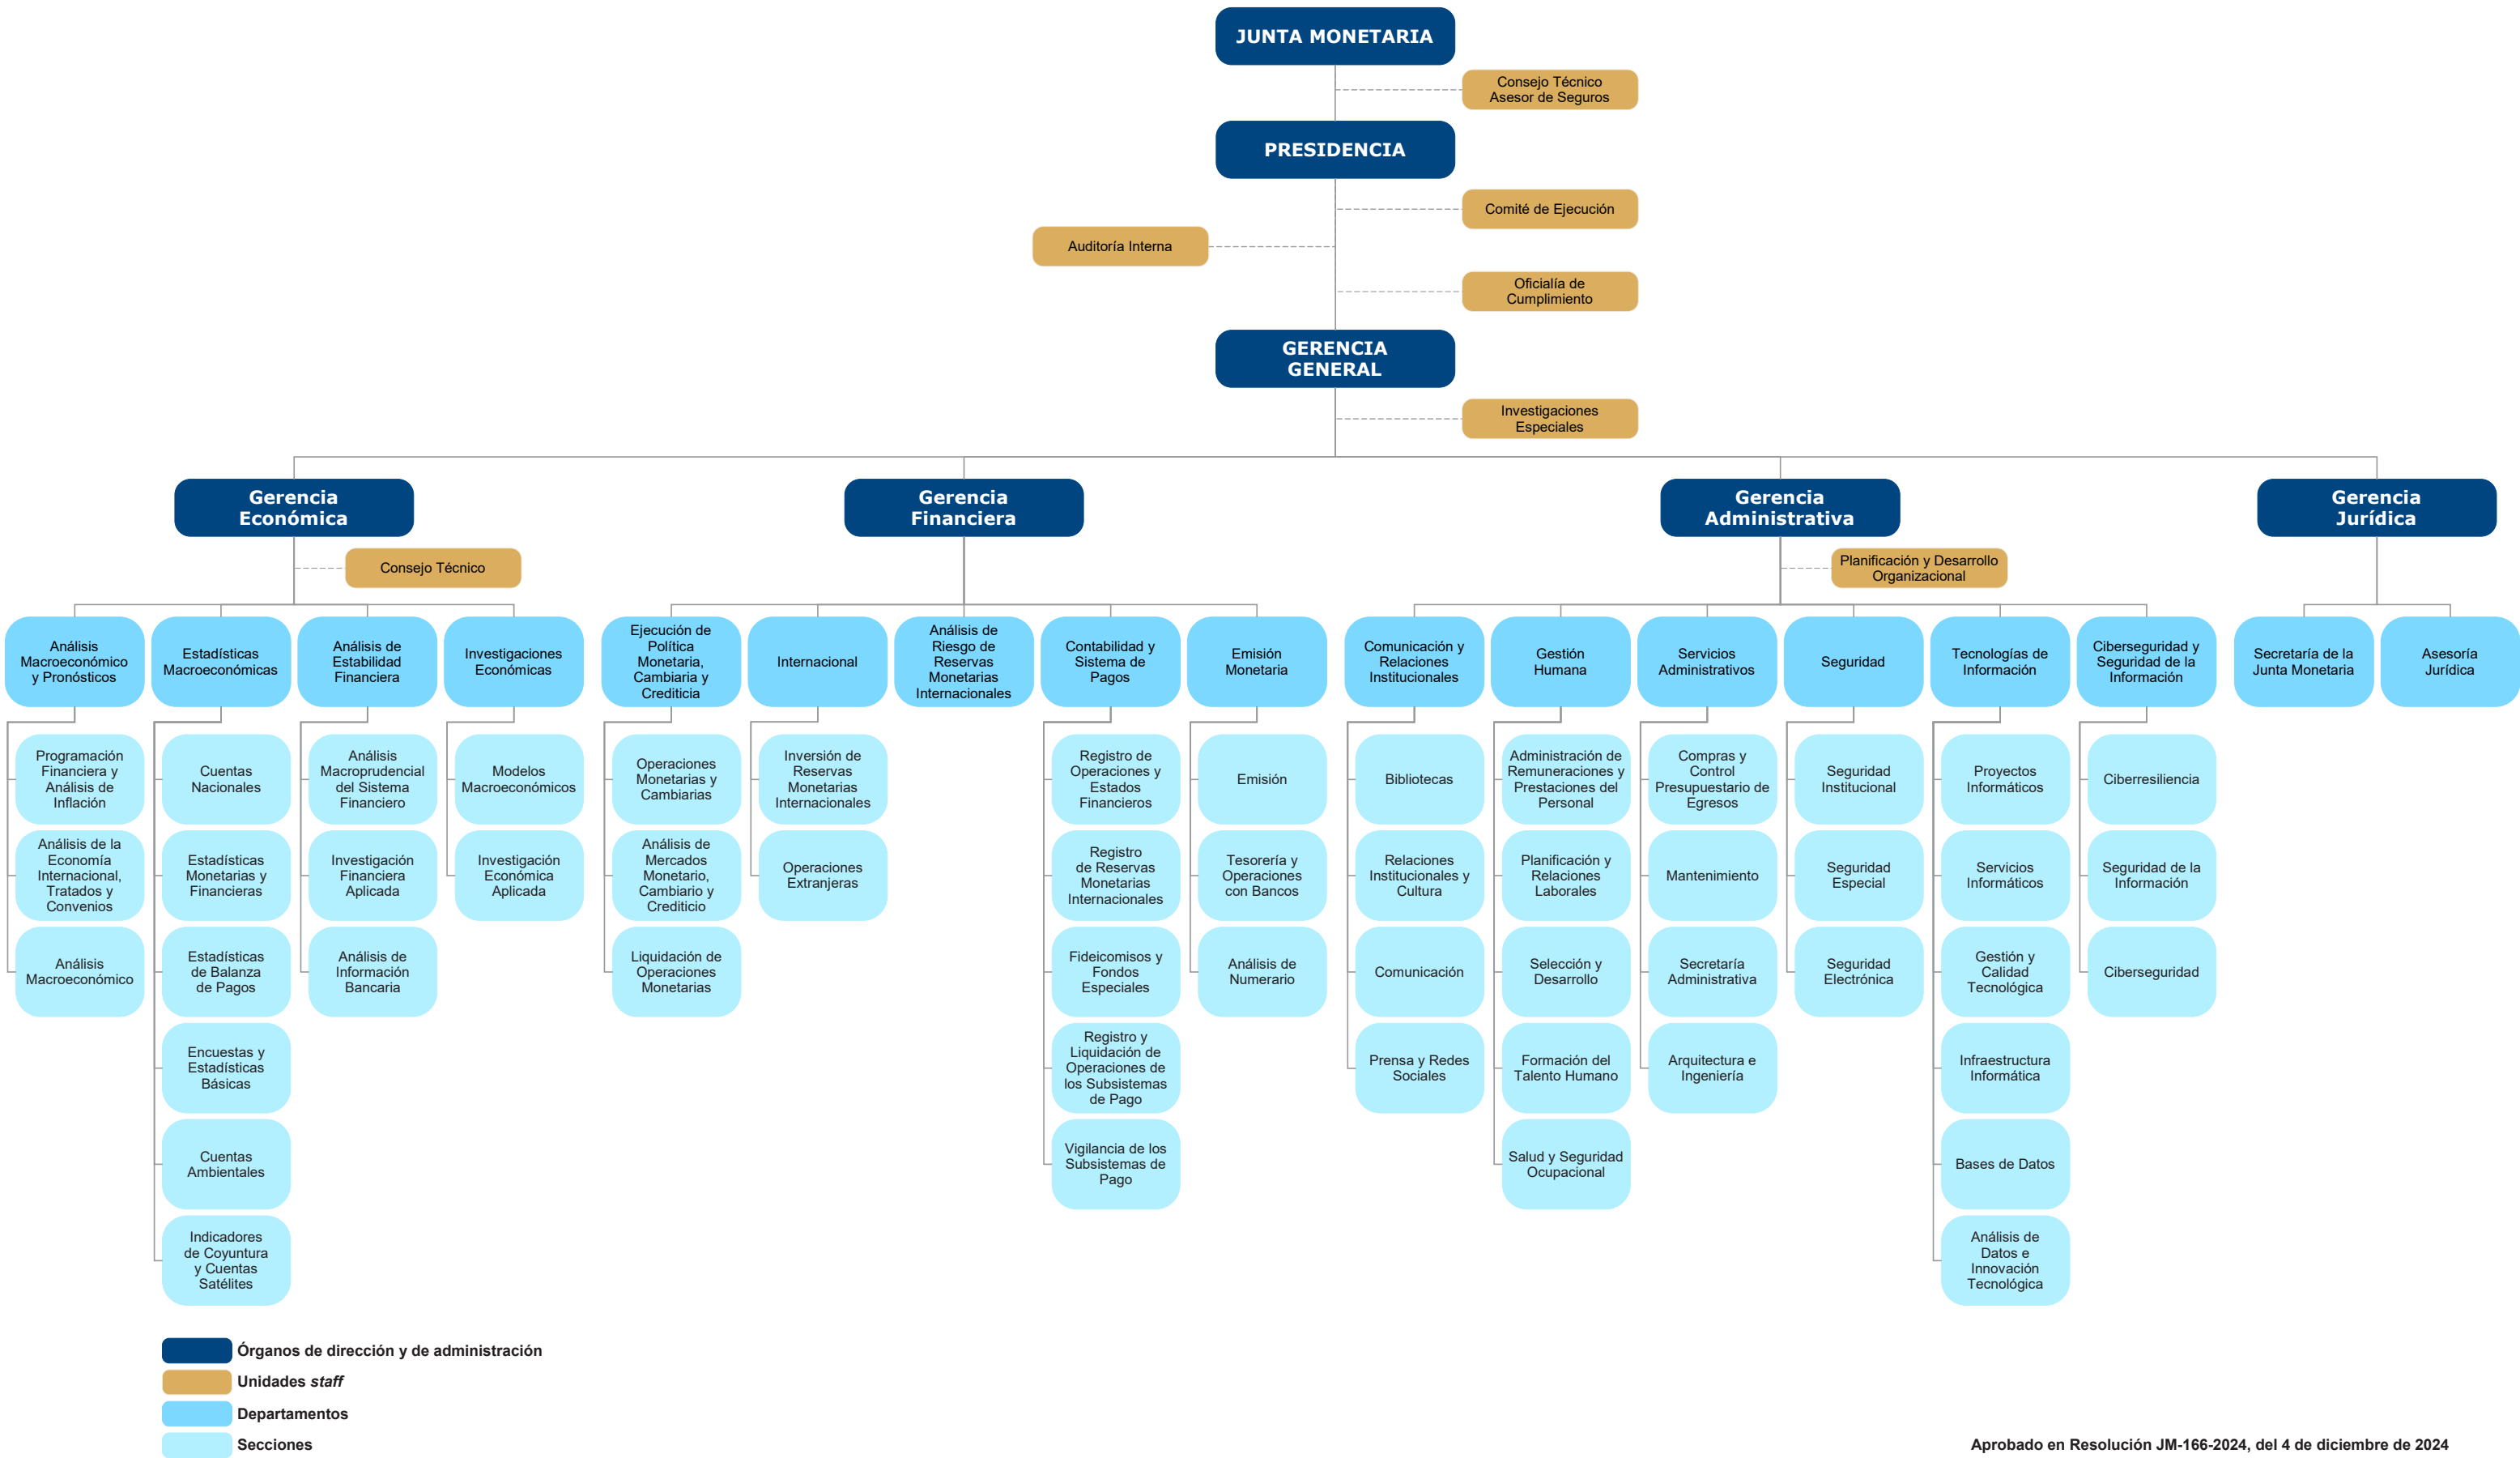 JUNTA MONETARIA
Consejo Técnico
Asesor de Seguros
PRESIDENCIA
Comité de Ejecución
Auditoría Interna
Oficialía de
Cumplimiento
GERENCIA
GENERAL
Investigaciones
Especiales
Gerencia
Económica
Gerencia
Financiera
Gerencia
Administrativa
Gerencia
Jurídica
Consejo Técnico
Planificación y Desarrollo
Organizacional
Análisis
Macroeconómico
y Pronósticos
Estadísticas
Macroeconómicas
Análisis de
Estabilidad
Financiera
Investigaciones
Económicas
Ejecución de
Política
Monetaria,
Cambiaria y
Crediticia
Internacional
Análisis de
Riesgo de
Reservas
Monetarias
Internacionales
Contabilidad y
Sistema de
Pagos
Emisión
Monetaria
Comunicación y
Relaciones
Institucionales
Gestión
Humana
Servicios
Administrativos
Seguridad
Tecnologías de
Información
Ciberseguridad y
Seguridad de la
Información
Secretaría de la
Junta Monetaria
Asesoría
Jurídica
Programación
Financiera y
Análisis de
Inflación
Cuentas
Nacionales
Análisis
Macroprudencial
del Sistema
Financiero
Modelos
Macroeconómicos
Operaciones
Monetarias y
Cambiarias
Inversión de
Reservas
Monetarias
Internacionales
Registro de
Operaciones y
Estados
Financieros
Emisión
Bibliotecas
Administración de
Remuneraciones y
Prestaciones del
Personal
Compras y
Control
Presupuestario de
Egresos
Seguridad
Institucional
Proyectos
Informáticos
Ciberresiliencia
Análisis de la
Economía
Internacional,
Tratados y
Convenios
Estadísticas
Monetarias y
Financieras
Investigación
Financiera
Aplicada
Investigación
Económica
Aplicada
Análisis de
Mercados
Monetario,
Cambiario y
Crediticio
Operaciones
Extranjeras
Registro
de Reservas
Monetarias
Internacionales
Tesorería y
Operaciones
con Bancos
Relaciones
Institucionales y
Cultura
Planificación y
Relaciones
Laborales
Mantenimiento
Seguridad
Especial
Servicios
Informáticos
Seguridad de la
Información
Análisis
Macroeconómico
Estadísticas
de Balanza
de Pagos
Análisis de
Información
Bancaria
Liquidación de
Operaciones
Monetarias
Fideicomisos y
Fondos
Especiales
Análisis de
Numerario
Comunicación
Selección y
Desarrollo
Secretaría
Administrativa
Seguridad
Electrónica
Gestión y
Calidad
Tecnológica
Ciberseguridad
Encuestas y
Estadísticas
Básicas
Registro y
Liquidación de
Operaciones de
los Subsistemas
de Pago
Prensa y Redes
Sociales
Formación del
Talento Humano
Arquitectura e
Ingeniería
Infraestructura
Informática
Cuentas
Ambientales
Vigilancia de los
Subsistemas de
Pago
Salud y Seguridad
Ocupacional
Bases de Datos
Indicadores
de Coyuntura
y Cuentas
Satélites
Análisis de
Datos e
Innovación
Tecnológica
Órganos de dirección y de administración
Unidades staff
Departamentos
Secciones
Aprobado en Resolución JM-166-2024, del 4 de diciembre de 2024